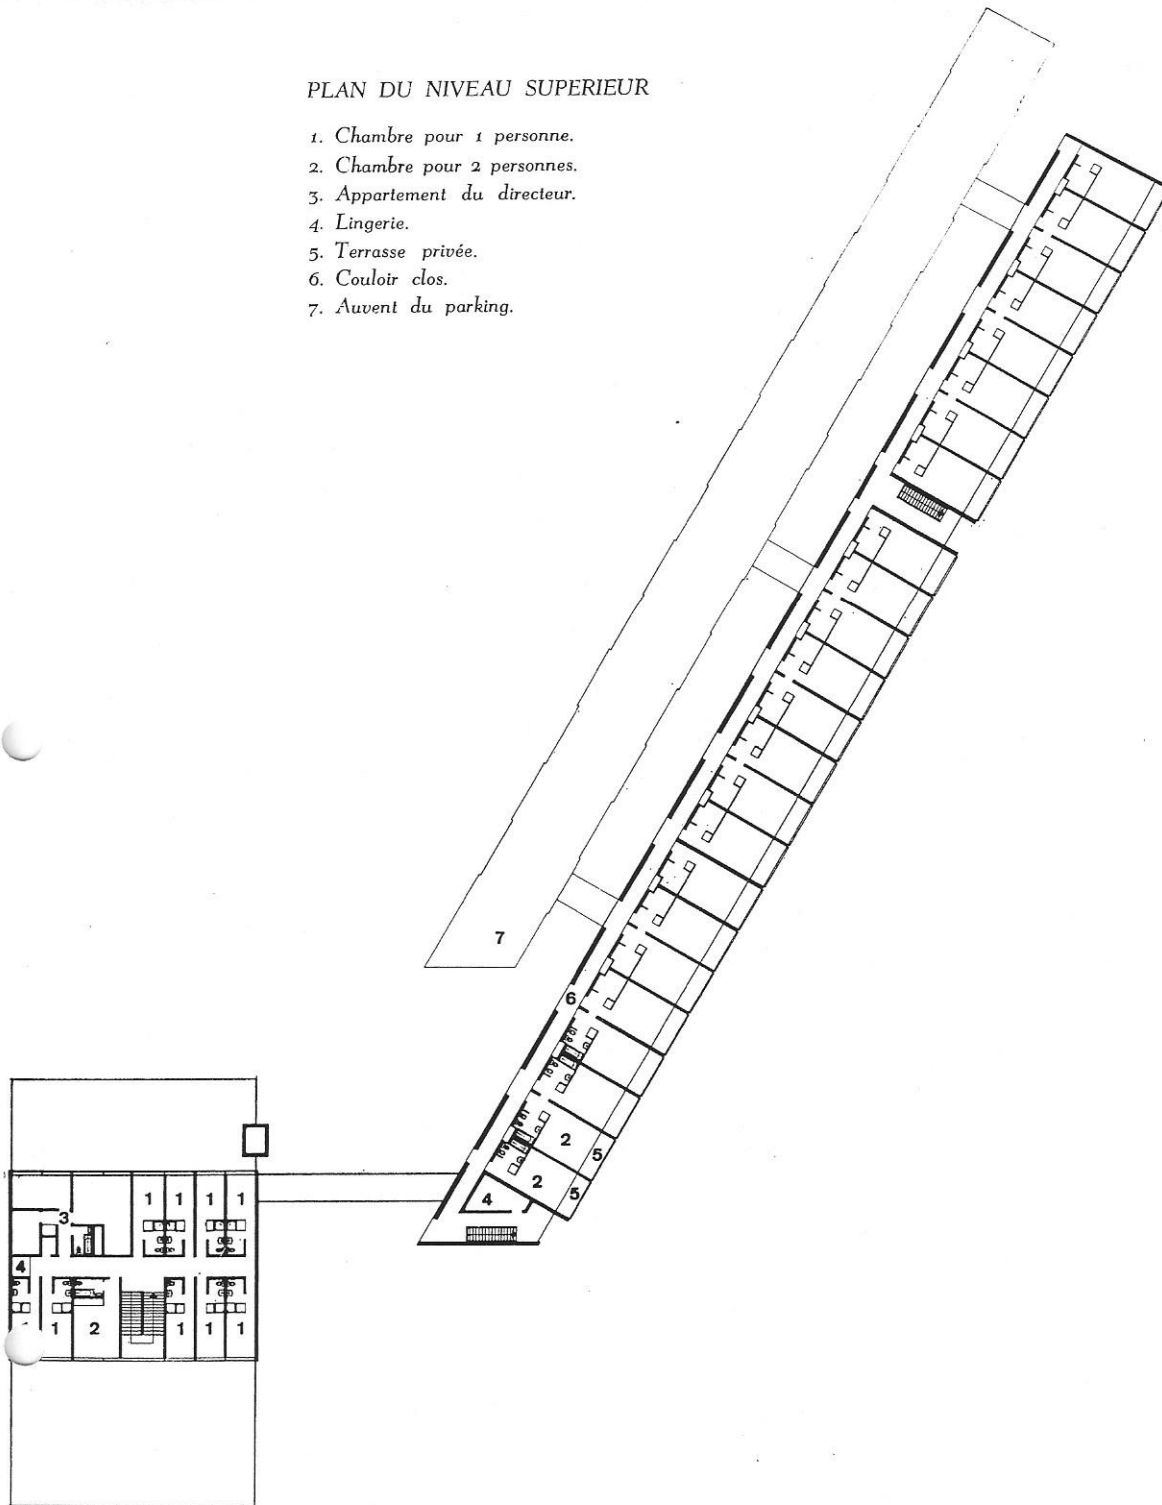 PLAN DU NIVEAU SUPERIEUR
1. Chambre pour 1 personne.
2. Chambre pour 2 personnes.
3. Appartement du directeur.
4. Lingerie.
5. Terrasse privée.
6. Couloir clos.
7. Auvent du parking.
7
6
2
5
2
5
4
1 1 1 1
3
4
1 2 1 1 1